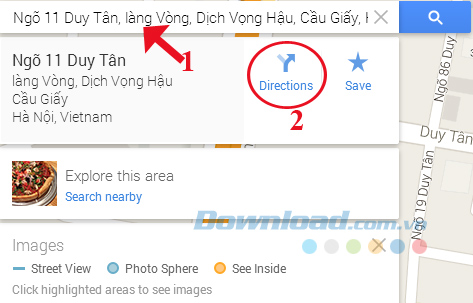 Ngõ 11 Duy Tân, làng Vòng, Dịch Vọng Hậu, Cầu Giấy, H
1
Ngõ 11 Duy Tân
làng Vòng, Dịch Vọng Hậu
Cầu Giấy
Hà Nội, Vietnam
Directions
Save
2
Ngõ 86 Duy
Duy Tân
Ngõ 19 Duy Tân
Explore this area
Search nearby
Download.com.vn
Images
Street View
Photo Sphere
See Inside
Click highlighted areas to see images